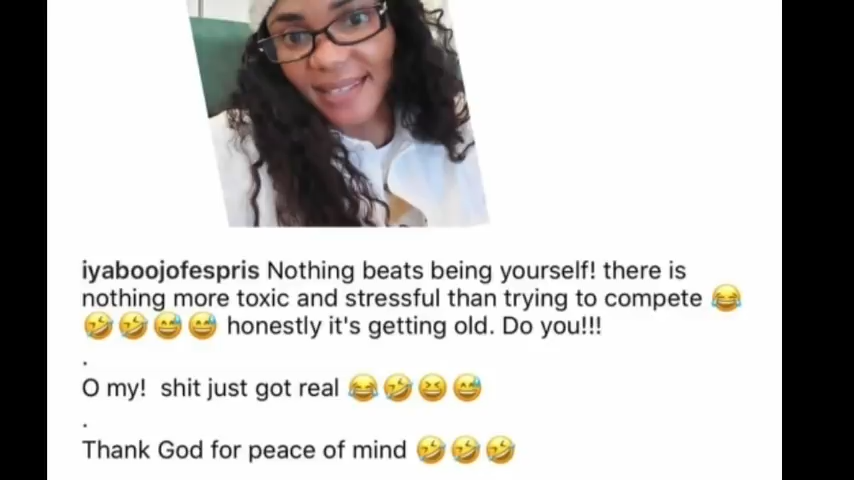 iyaboojofespris Nothing beats being yourself! there is
nothing more toxic and stressful than trying to compete 😂
🤣🤣😅😅 honestly it's getting old. Do you!!!
.
O my!  shit just got real 😂🤣😆😅
.
Thank God for peace of mind 🤣🤣🤣